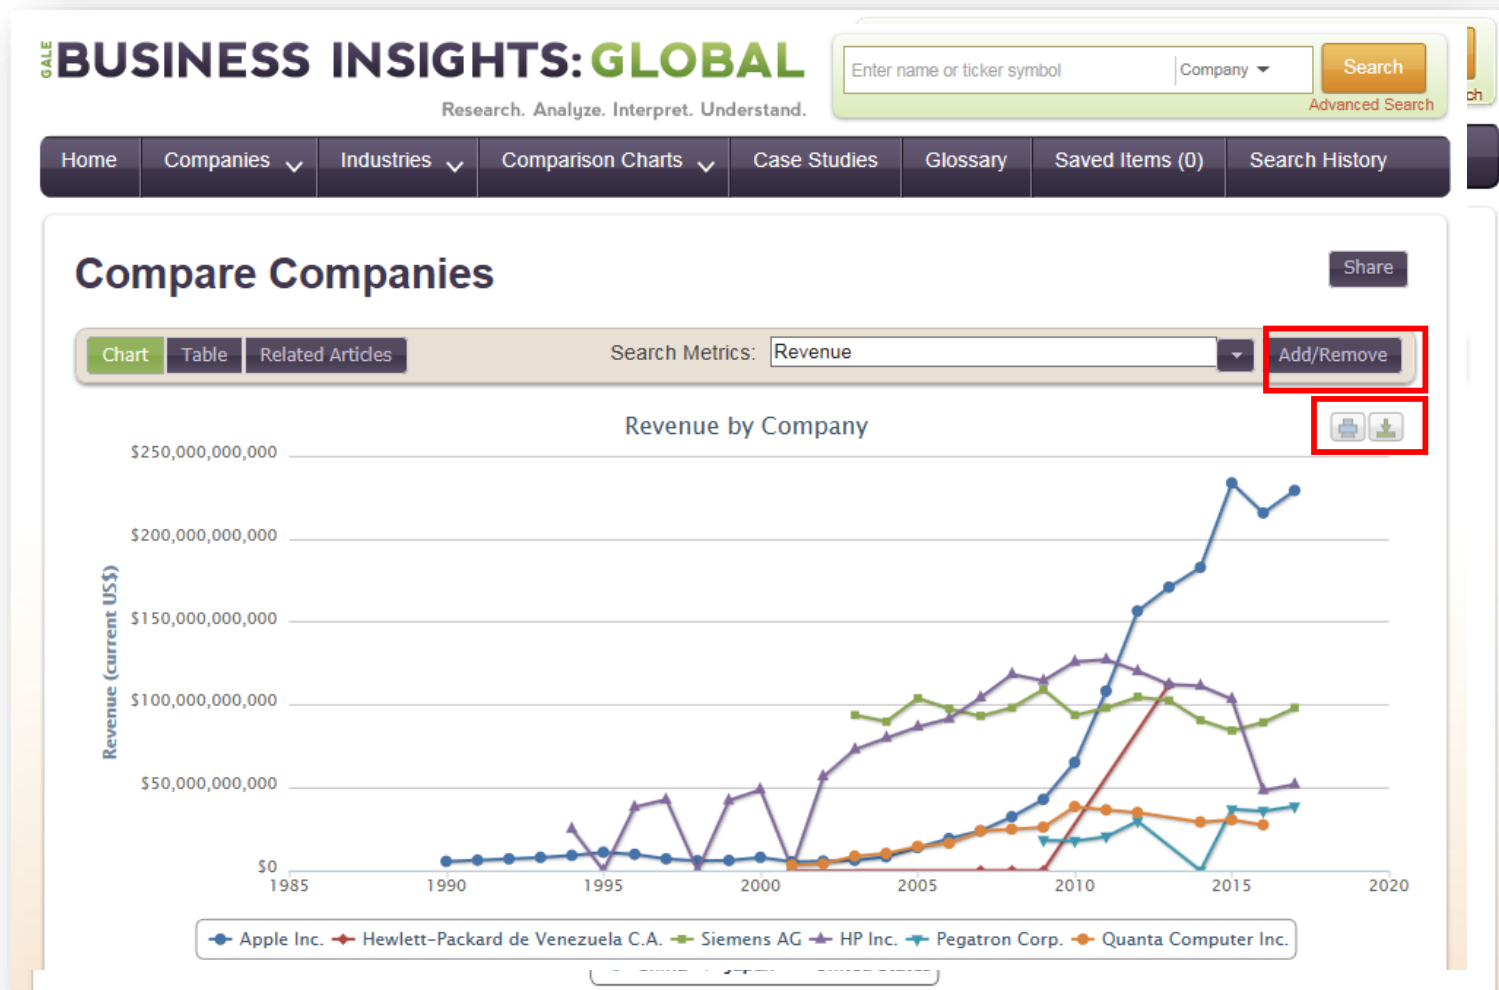 GALE BUSINESS INSIGHTS: GLOBAL
Research. Analyze. Interpret. Understand.
Enter name or ticker symbol Company Search
Advanced Search
ch
Home Companies Industries Comparison Charts Case Studies Glossary Saved Items (0) Search History
Compare Companies
Share
Chart Table Related Articles Search Metrics: Revenue Add/Remove
Revenue by Company
Revenue (current US$)
$250,000,000,000
$200,000,000,000
$150,000,000,000
$100,000,000,000
$50,000,000,000
$0
1985 1990 1995 2000 2005 2010 2015 2020
Apple Inc. Hewlett-Packard de Venezuela C.A. Siemens AG HP Inc. Pegatron Corp. Quanta Computer Inc.